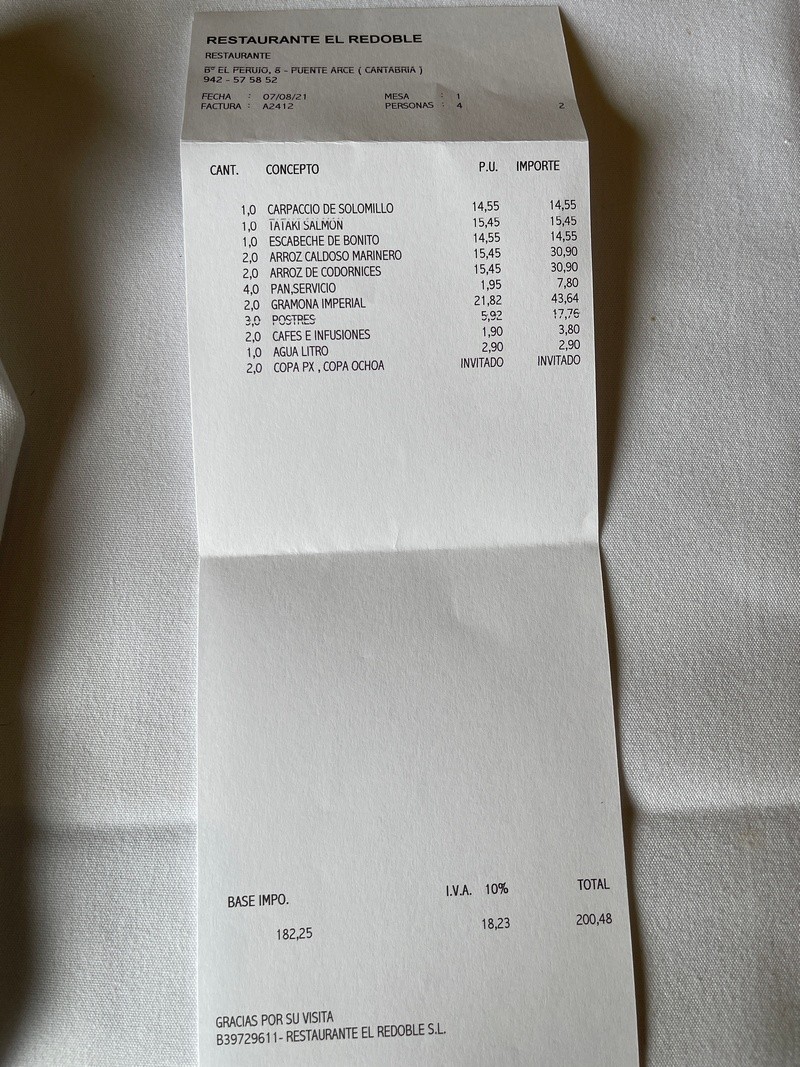 RESTAURANTE EL REDOBLE
RESTAURANTE
Bº EL PERUJO, 6 - PUENTE ARCE ( CANTABRIA )
942 - 57 58 52
FECHA : 07/08/21 MESA : 1
FACTURA : A2412 PERSONAS : 4 2
CANT. CONCEPTO P.U. IMPORTE
1,0 CARPACCIO DE SOLOMILLO 14,55 14,55
1,0 TATAKI SALMON 15,45 15,45
1,0 ESCABECHE DE BONITO 14,55 14,55
2,0 ARROZ CALDOSO MARINERO 15,45 30,90
2,0 ARROZ DE CODORNICES 15,45 30,90
4,0 PAN,SERVICIO 1,95 7,80
2,0 GRAMONA IMPERIAL 21,82 43,64
3,0 POSTRES 5,92 17,76
2,0 CAFES E INFUSIONES 1,90 3,80
1,0 AGUA LITRO 2,90 2,90
2,0 COPA PX , COPA OCHOA INVITADO INVITADO
BASE IMPO. I.V.A. 10% TOTAL
182,25 18,23 200,48
GRACIAS POR SU VISITA
B39729611- RESTAURANTE EL REDOBLE S.L.